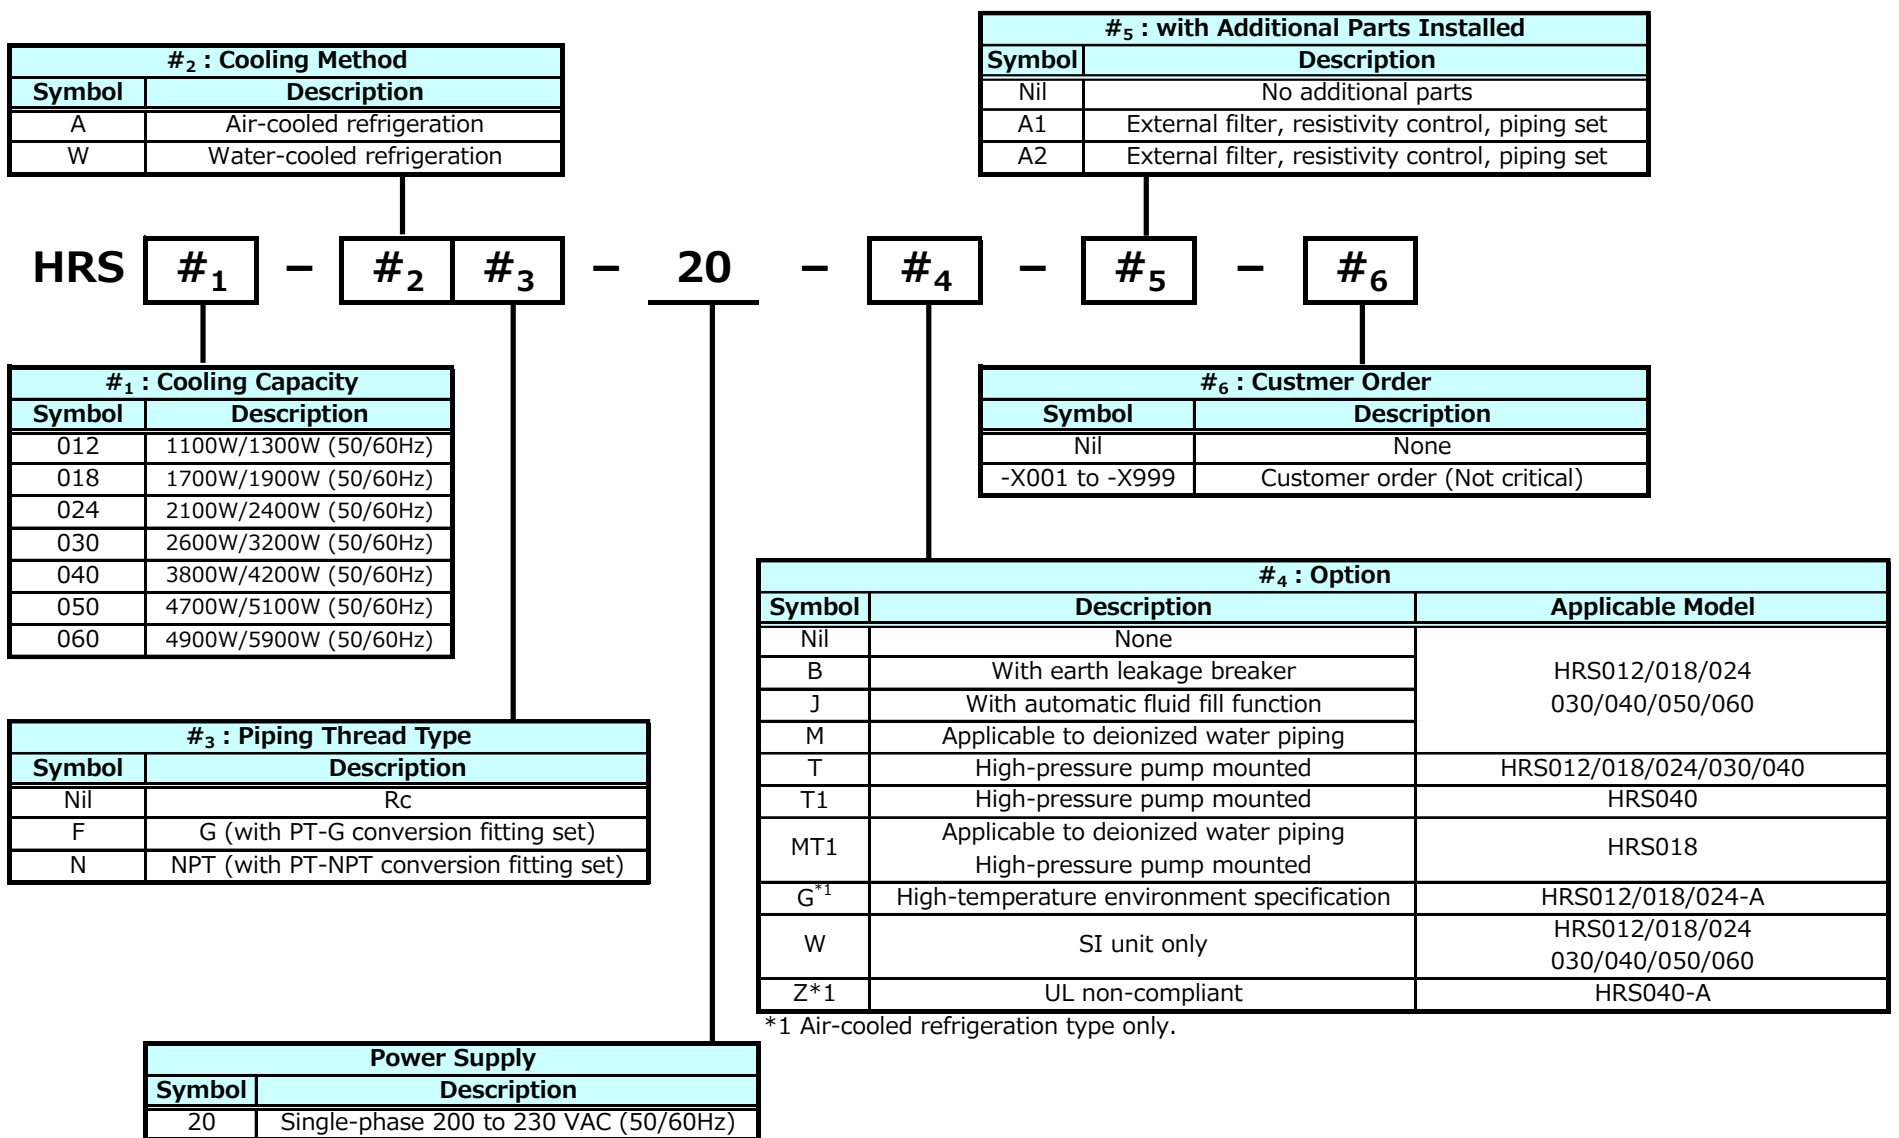 #2 : Cooling Method
Symbol Description
A Air-cooled refrigeration
W Water-cooled refrigeration
#5 : with Additional Parts Installed
Symbol Description
Nil No additional parts
A1 External filter, resistivity control, piping set
A2 External filter, resistivity control, piping set
HRS #1 – #2 #3 – 20 – #4 – #5 – #6
#1 : Cooling Capacity
Symbol Description
012 1100W/1300W (50/60Hz)
018 1700W/1900W (50/60Hz)
024 2100W/2400W (50/60Hz)
030 2600W/3200W (50/60Hz)
040 3800W/4200W (50/60Hz)
050 4700W/5100W (50/60Hz)
060 4900W/5900W (50/60Hz)
#6 : Custmer Order
Symbol Description
Nil None
-X001 to -X999 Customer order (Not critical)
#3 : Piping Thread Type
Symbol Description
Nil Rc
F G (with PT-G conversion fitting set)
N NPT (with PT-NPT conversion fitting set)
#4 : Option
Symbol Description Applicable Model
Nil None
B With earth leakage breaker HRS012/018/024
J With automatic fluid fill function 030/040/050/060
M Applicable to deionized water piping
T High-pressure pump mounted HRS012/018/024/030/040
T1 High-pressure pump mounted HRS040
MT1 Applicable to deionized water piping HRS018
High-pressure pump mounted
G*1 High-temperature environment specification HRS012/018/024-A
W SI unit only HRS012/018/024
030/040/050/060
Z*1 UL non-compliant HRS040-A
*1 Air-cooled refrigeration type only.
Power Supply
Symbol Description
20 Single-phase 200 to 230 VAC (50/60Hz)